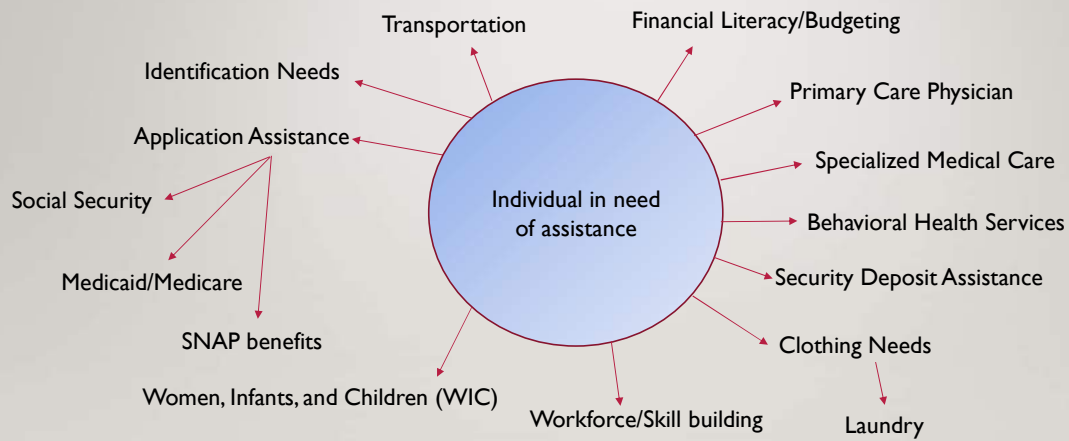 Transportation
Financial Literacy/Budgeting
Identification Needs
Primary Care Physician
Application Assistance
Specialized Medical Care
Social Security
Individual in need
of assistance
Behavioral Health Services
Medicaid/Medicare
Security Deposit Assistance
SNAP benefits
Clothing Needs
Women, Infants, and Children (WIC)
Workforce/Skill building
Laundry